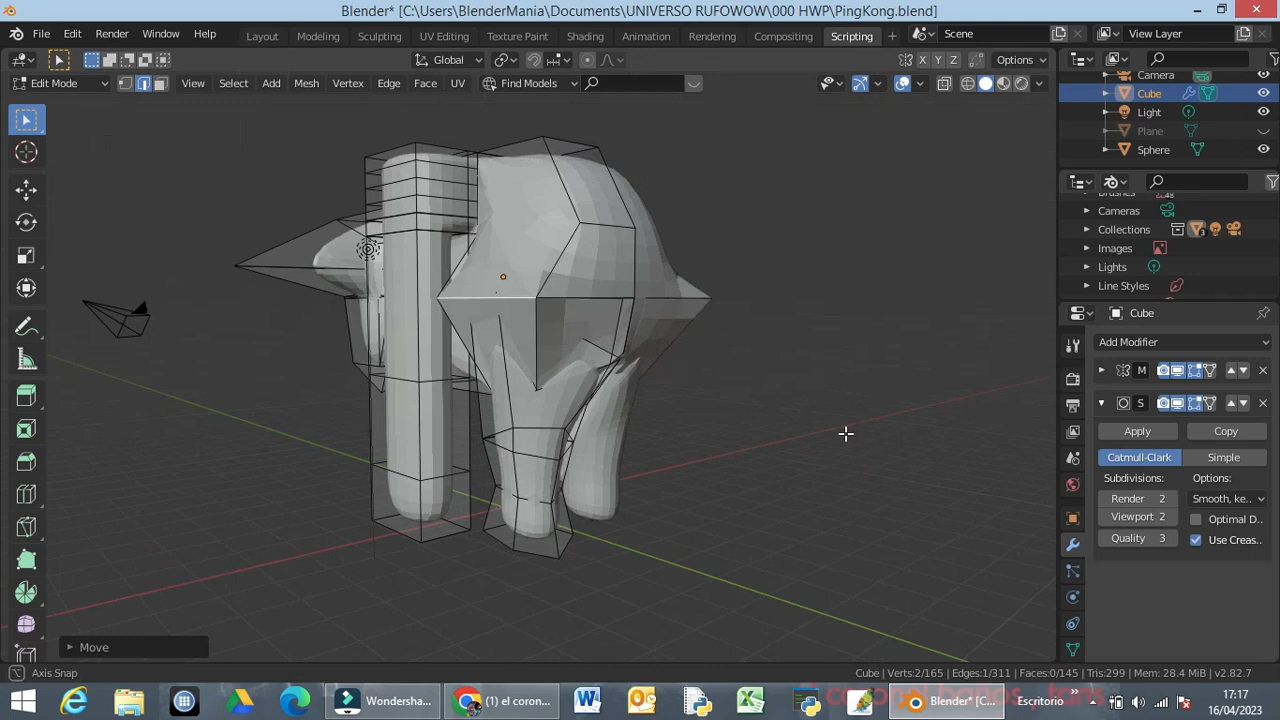 Blender* [C:\Users\BlenderMania\Documents\UNIVERSO RUFOWOW\000 HWP\PingKong.blend]
File Edit Render Window Help Layout Modeling Sculpting UV Editing Texture Paint Shading Animation Rendering Compositing Scripting + Scene View Layer
Global X Y Z Options
Edit Mode View Select Add Mesh Vertex Edge Face UV Find Models
Camera
Cube
Light
Plane
Sphere
Brushes 48
Cameras
Collections 3
Images
Lights
Line Styles
Cube
Add Modifier
M
S
Apply Copy
Catmull-Clark Simple
Subdivisions: Options:
Render 2 Smooth, ke..
Viewport 2 Optimal D..
Quality 3 Use Creas..
Move
Axis Snap Cube | Verts:2/165 | Edges:1/311 | Faces:0/145 | Tris:299 | Mem: 28.4 MiB | v2.82.7
Wondersha... (1) el coron... Blender* [C... Escritorio 17:17
16/04/2023